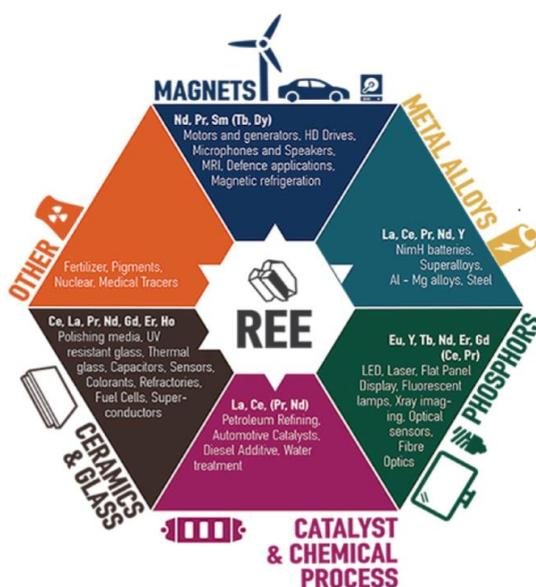 MAGNETS
Nd, Pr, Sm (Tb, Dy)
Motors and generators, HD Drives,
Microphones and Speakers,
MRI, Defence applications,
Magnetic refrigeration
METAL ALLOYS
La, Ce, Pr, Nd, Y
NimH batteries,
Superalloys,
Al - Mg alloys, Steel
OTHER
Fertilizer, Pigments,
Nuclear, Medical Tracers
REE
Ce, La, Pr, Nd, Gd, Er, Ho
Polishing media, UV
resistant glass, Thermal
glass, Capacitors, Sensors,
Colorants, Refractories,
Fuel Cells, Super-
conductors
CERAMICS
& GLASS
La, Ce, (Pr, Nd)
Petroleum Refining,
Automotive Catalysts,
Diesel Additive, Water
treatment
CATALYST
& CHEMICAL
PROCESS
Eu, Y, Tb, Nd, Er, Gd
(Ce, Pr)
LED, Laser, Flat Panel
Display, Fluorescent
lamps, Xray imag-
ing, Optical
sensors,
Fibre
Optics
PHOSPHORS